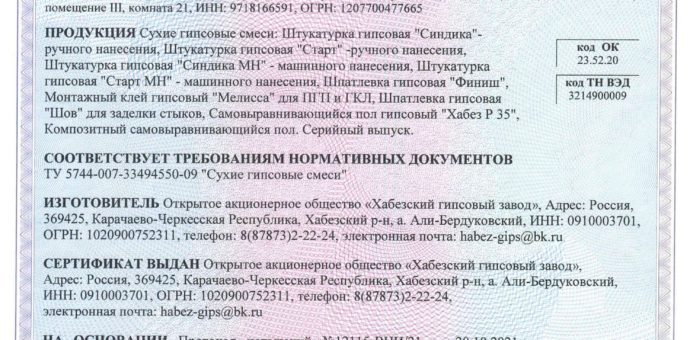 помещение III, комната 21, ИНН: 9718166591, ОГРН: 1207700477665
ПРОДУКЦИЯ Сухие гипсовые смеси: Штукатурка гипсовая "Синдика"-
ручного нанесения, Штукатурка гипсовая "Старт" -ручного нанесения,
Штукатурка гипсовая "Синдика МН" - машинного нанесения, Штукатурка
гипсовая "Старт МН" - машинного нанесения, Шпатлевка гипсовая "Финиш",
Монтажный клей гипсовый "Мелисса" для ПГП и ГКЛ, Шпатлевка гипсовая
"Шов" для заделки стыков, Самовыравнивающийся пол гипсовый "Хабез Р 35",
Композитный самовыравнивающийся пол. Серийный выпуск.
код ОК
23.52.20
код ТН ВЭД
3214900009
СООТВЕТСТВУЕТ ТРЕБОВАНИЯМ НОРМАТИВНЫХ ДОКУМЕНТОВ
ТУ 5744-007-33494550-09 "Сухие гипсовые смеси"
ИЗГОТОВИТЕЛЬ Открытое акционерное общество «Хабезский гипсовый завод», Адрес: Россия,
369425, Карачаево-Черкесская Республика, Хабезский р-н, а. Али-Бердуковский, ИНН: 0910003701,
ОГРН: 1020900752311, телефон: 8(87873)2-22-24, электронная почта: habez-gips@bk.ru
СЕРТИФИКАТ ВЫДАН Открытое акционерное общество «Хабезский гипсовый завод»,
Адрес: Россия, 369425, Карачаево-Черкесская Республика, Хабезский р-н, а. Али-Бердуковский,
ИНН: 0910003701, ОГРН: 1020900752311, телефон: 8(87873)2-22-24,
электронная почта: habez-gips@bk.ru